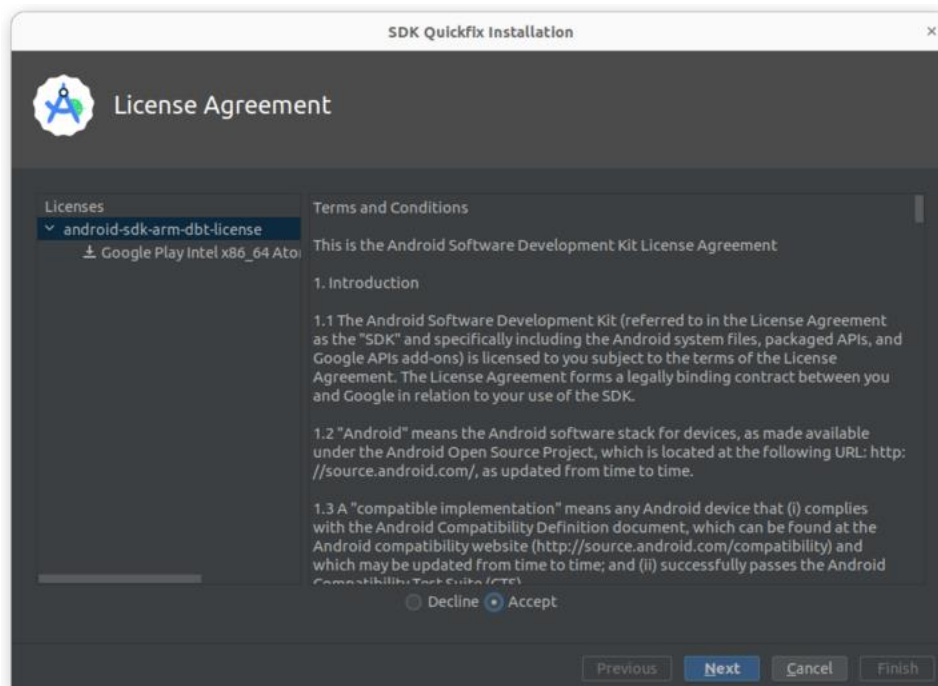 SDK Quickfix Installation
License Agreement
Licenses
android-sdk-arm-dbt-license
Google Play Intel x86_64 Ato
Terms and Conditions
This is the Android Software Development Kit License Agreement
1. Introduction
1.1 The Android Software Development Kit (referred to in the License Agreement
as the "SDK" and specifically including the Android system files, packaged APIs, and
Google APIs add-ons) is licensed to you subject to the terms of the License
Agreement. The License Agreement forms a legally binding contract between you
and Google in relation to your use of the SDK.
1.2 "Android" means the Android software stack for devices, as made available
under the Android Open Source Project, which is located at the following URL: http:
//source.android.com/, as updated from time to time.
1.3 A "compatible implementation" means any Android device that (i) complies
with the Android Compatibility Definition document, which can be found at the
Android compatibility website (http://source.android.com/compatibility) and
which may be updated from time to time; and (ii) successfully passes the Android
Compatibility Test Suite (CTS)
Decline Accept
Previous Next Cancel Finish